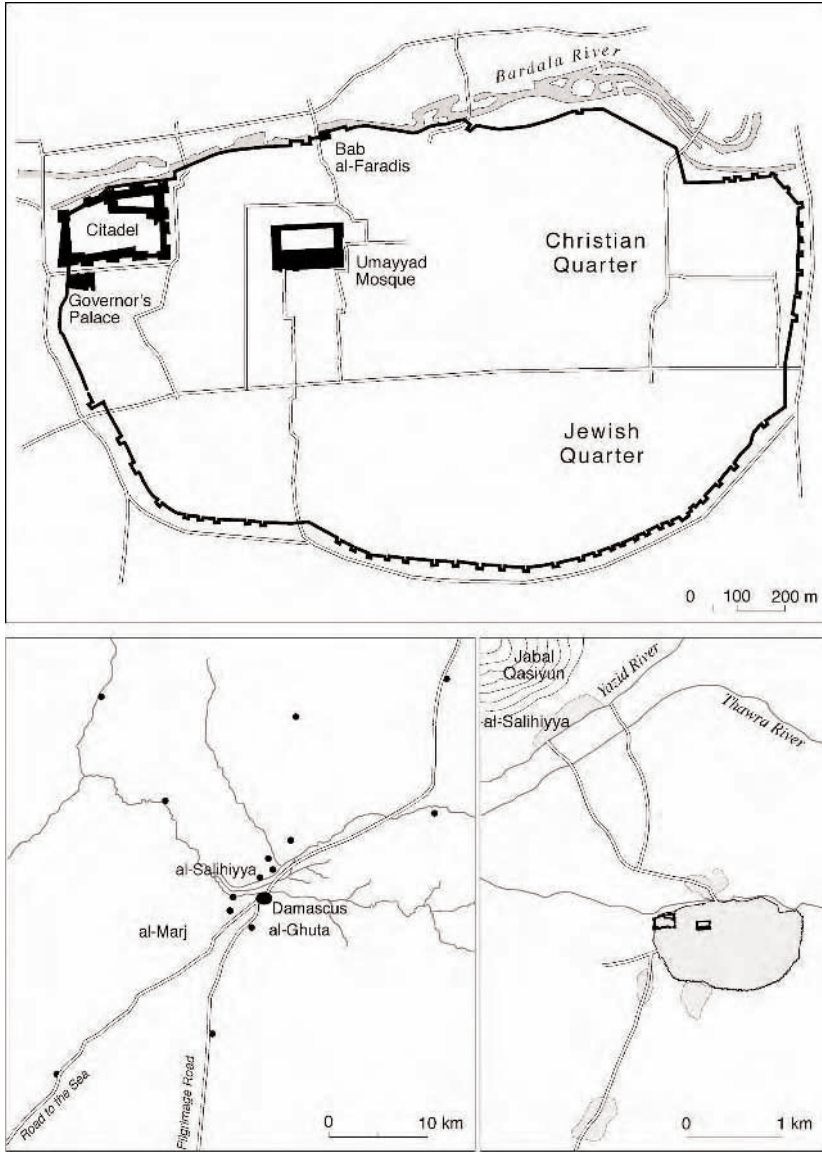 Bardala River
Bab
al-Faradis
Citadel
Umayyad
Mosque
Christian
Quarter
Governor's
Palace
Jewish
Quarter
0 100 200 m
al-Salihiyya
Damascus
al-Marj
al-Ghuta
Road to the Sea
Pilgrimage Road
0 10 km
Jabal
Qasiyun
Yazid River
al-Salihiyya
Thawra River
0 1 km